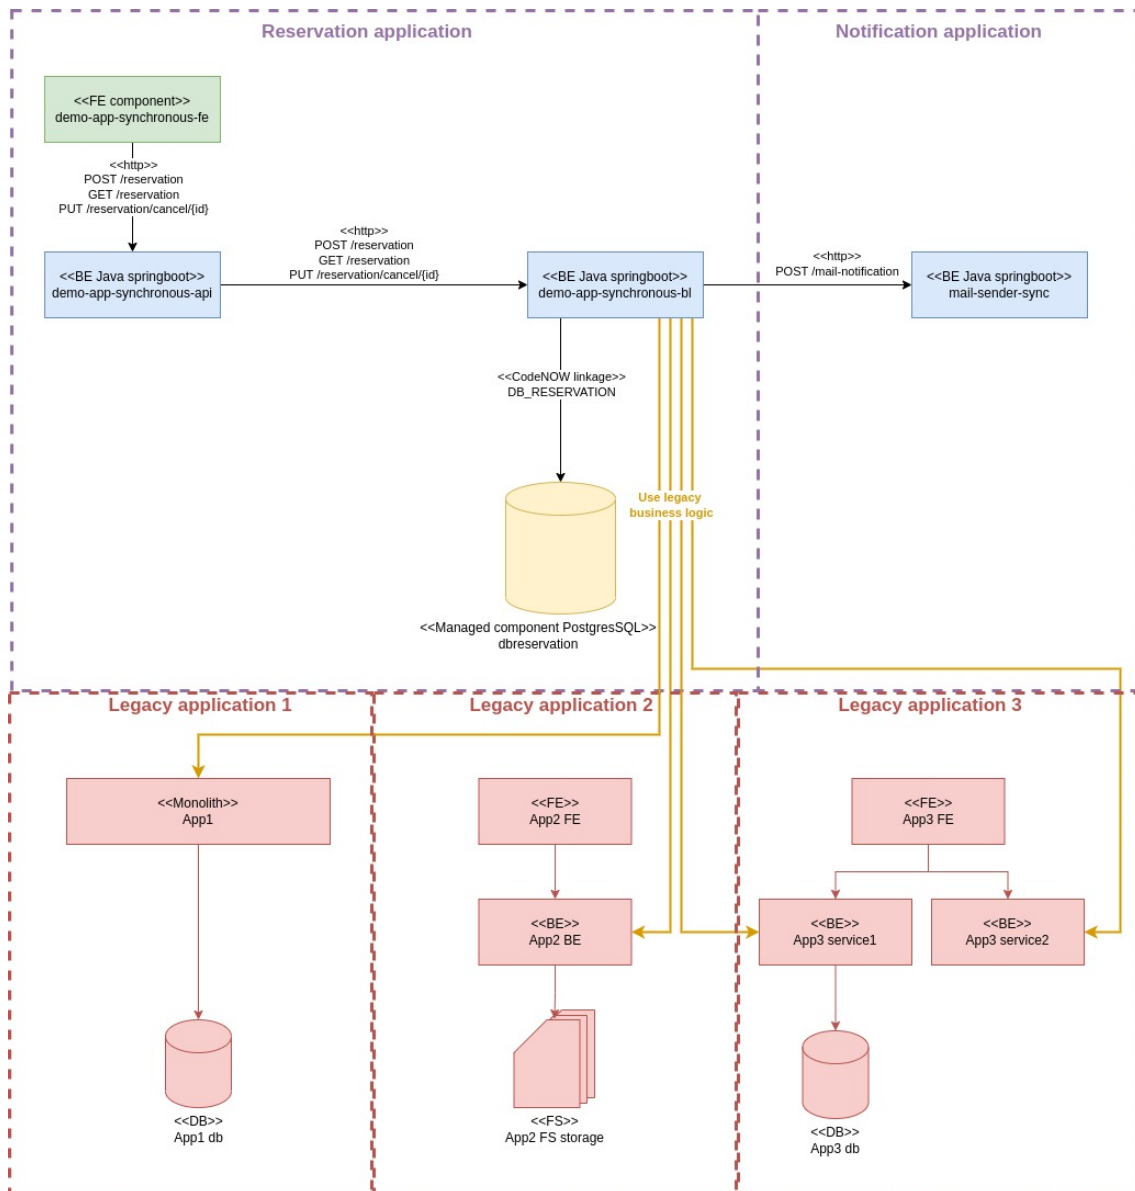 Reservation application
Notification application
<<FE component>>
demo-app-synchronous-fe
<<http>>
POST /reservation
GET /reservation
PUT /reservation/cancel/{id}
<<BE Java springboot>>
demo-app-synchronous-api
<<http>>
POST /reservation
GET /reservation
PUT /reservation/cancel/{id}
<<BE Java springboot>>
demo-app-synchronous-bl
<<http>>
POST /mail-notification
<<BE Java springboot>>
mail-sender-sync
<<CodeNOW linkage>>
DB_RESERVATION
Use legacy
business logic
<<Managed component PostgresSQL>>
dbreservation
Legacy application 1
Legacy application 2
Legacy application 3
<<Monolith>>
App1
<<FE>>
App2 FE
<<FE>>
App3 FE
<<BE>>
App2 BE
<<BE>>
App3 service1
<<BE>>
App3 service2
<<DB>>
App1 db
<<FS>>
App2 FS storage
<<DB>>
App3 db